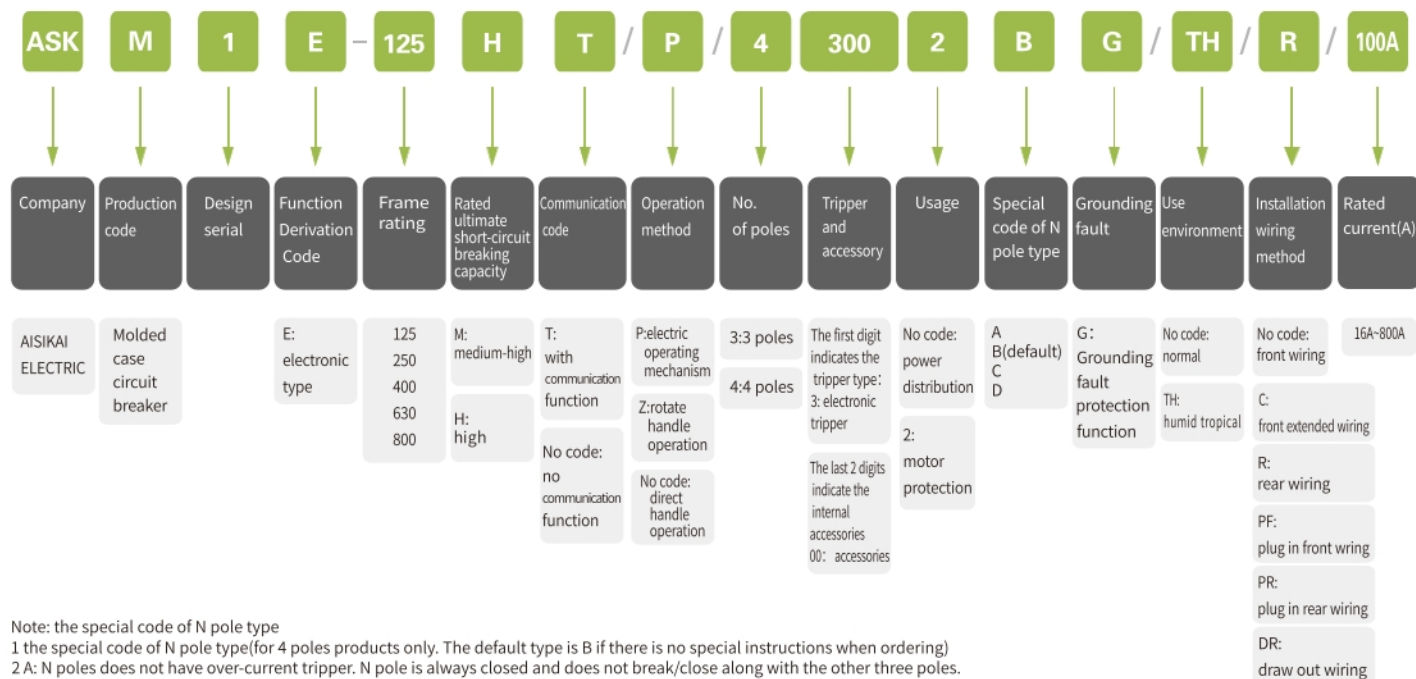 ASK M 1 E - 125 H T / P / 4 300 2 B G / TH / R / 100A
Company
Production
code
Design
serial
Function
Derivation
Code
Frame
rating
Rated
ultimate
short-circuit
breaking
capacity
Communication
code
Operation
method
No.
of poles
Tripper
and
accessory
Usage
Special
code of N
pole type
Grounding
fault
Use
environment
Installation
wiring
method
Rated
current(A)
AISIKAI
ELECTRIC
Molded
case
circuit
breaker
E:
electronic
type
125
250
400
630
800
M:
medium-high
H:
high
T:
with
communication
function
No code:
no
communication
function
P:electric
operating
mechanism
Z:rotate
handle
operation
No code:
direct
handle
operation
3:3 poles
4:4 poles
The first digit
indicates the
tripper type:
3: electronic
tripper
The last 2 digits
indicate the
internal
accessories
00: accessories
No code:
power
distribution
2:
motor
protection
A
B(default)
C
D
G:
Grounding
fault
protection
function
No code:
normal
TH:
humid tropical
No code:
front wiring
C:
front extended wiring
R:
rear wiring
PF:
plug in front wring
PR:
plug in rear wiring
DR:
draw out wiring
16A~800A
Note: the special code of N pole type
1 the special code of N pole type(for 4 poles products only. The default type is B if there is no special instructions when ordering)
2 A: N poles does not have over-current tripper. N pole is always closed and does not break/close along with the other three poles.